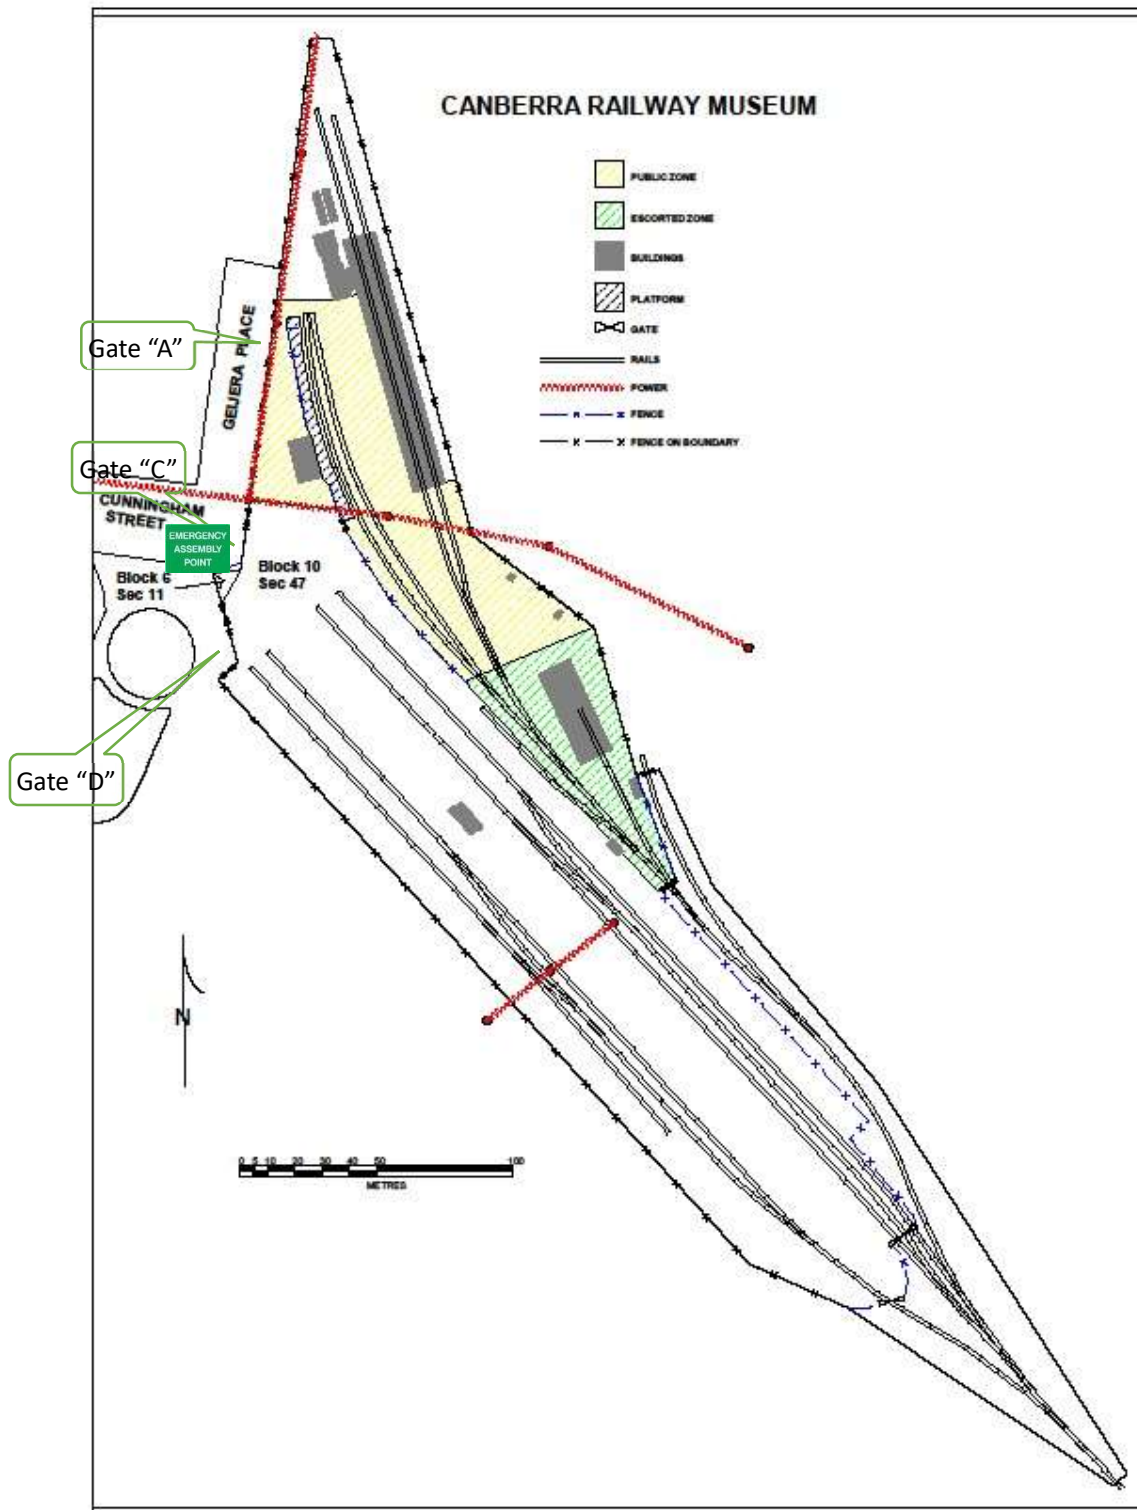 CANBERRA RAILWAY MUSEUM
PUBLIC ZONE
ESCORTED ZONE
BUILDINGS
PLATFORM
GATE
RAILS
POWER
FENCE
FENCE ON BOUNDARY
Gate “A”
GEIJERA PLACE
Gate “C”
CUNNINGHAM
STREET
EMERGENCY
ASSEMBLY
POINT
Block 6
Sec 11
Block 10
Sec 47
Gate “D”
N
0 5 10 20 30 40 50 100
METRES